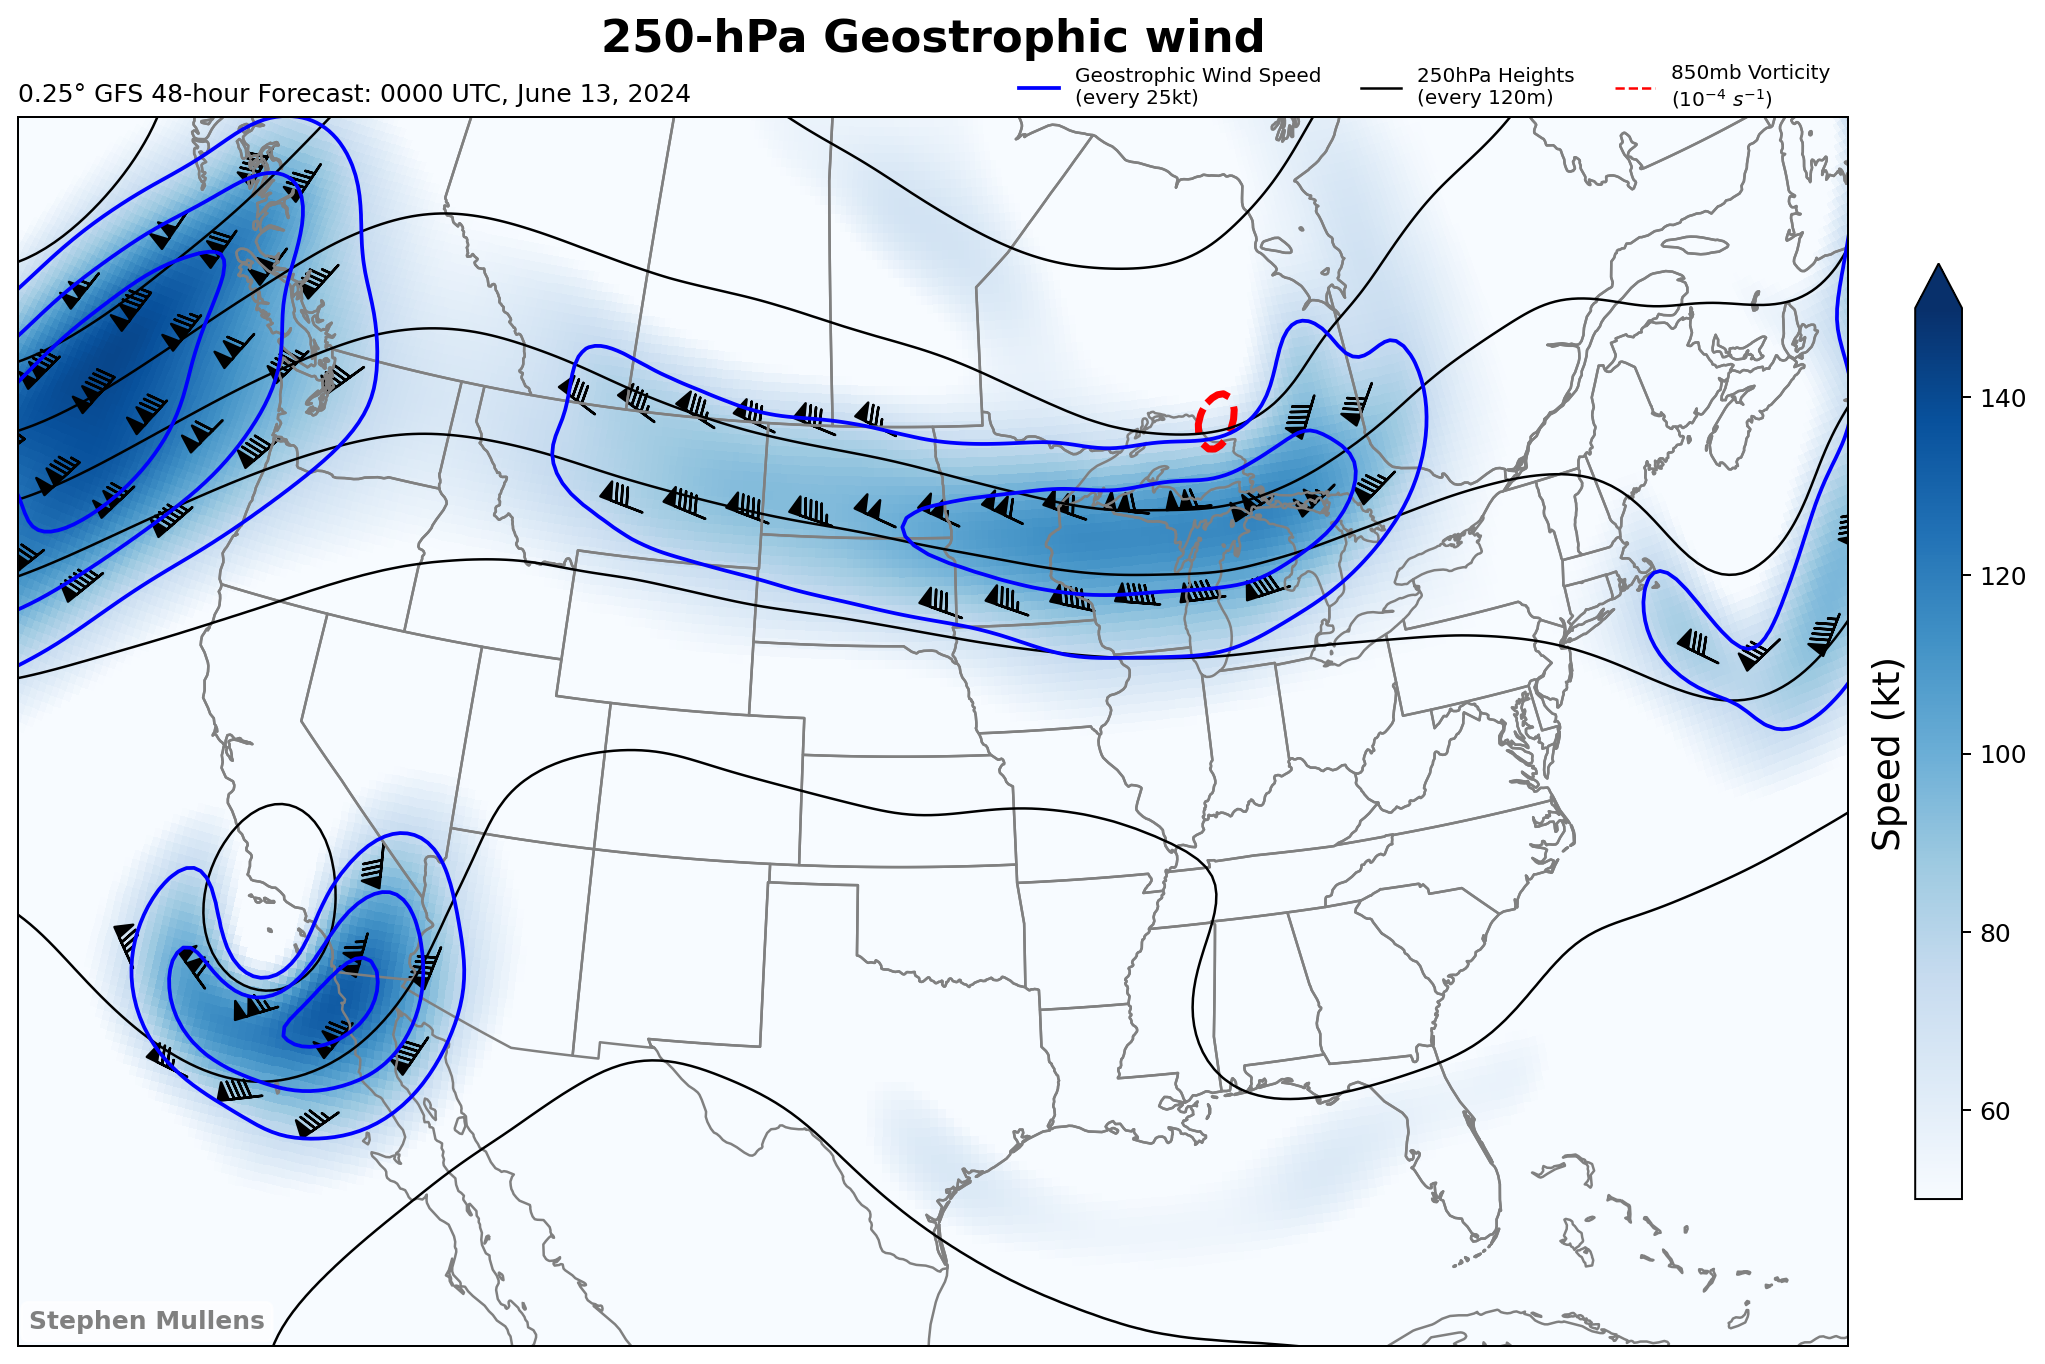 250-hPa Geostrophic wind
0.25° GFS 48-hour Forecast: 0000 UTC, June 13, 2024
Geostrophic Wind Speed
(every 25kt)
250hPa Heights
(every 120m)
850mb Vorticity
(10⁻⁴ s⁻¹)
140
120
100
80
60
Speed (kt)
Stephen Mullens